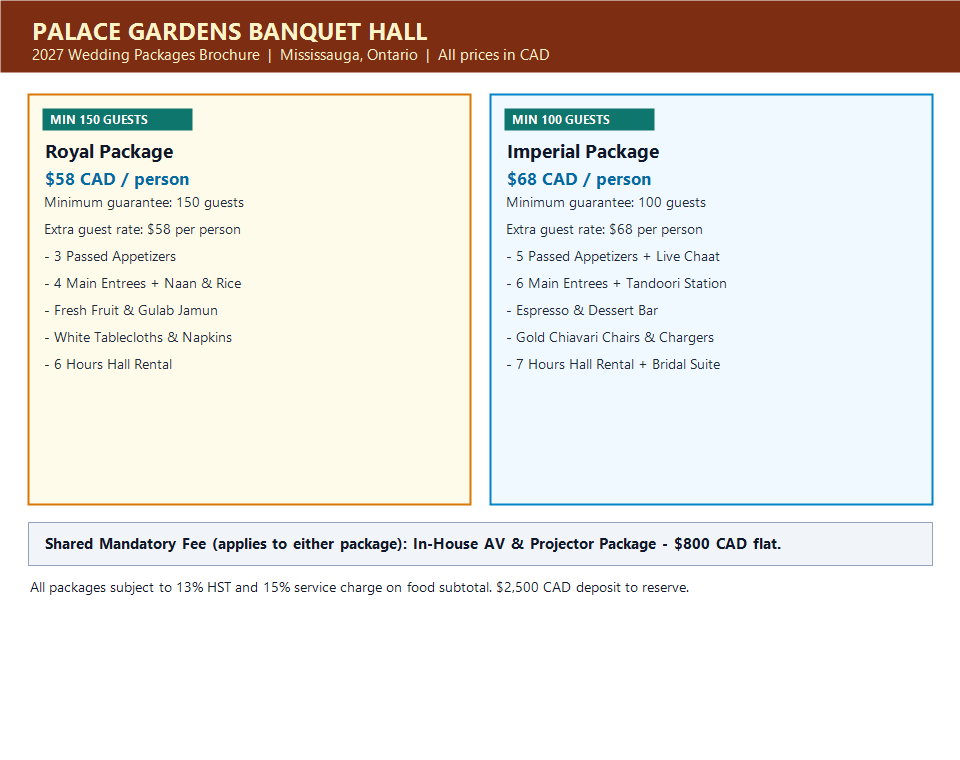 PALACE GARDENS BANQUET HALL
2027 Wedding Packages Brochure | Mississauga, Ontario | All prices in CAD
MIN 150 GUESTS
Royal Package
$58 CAD / person
Minimum guarantee: 150 guests
Extra guest rate: $58 per person
- 3 Passed Appetizers
- 4 Main Entrees + Naan & Rice
- Fresh Fruit & Gulab Jamun
- White Tablecloths & Napkins
- 6 Hours Hall Rental
MIN 100 GUESTS
Imperial Package
$68 CAD / person
Minimum guarantee: 100 guests
Extra guest rate: $68 per person
- 5 Passed Appetizers + Live Chaat
- 6 Main Entrees + Tandoori Station
- Espresso & Dessert Bar
- Gold Chiavari Chairs & Chargers
- 7 Hours Hall Rental + Bridal Suite
Shared Mandatory Fee (applies to either package): In-House AV & Projector Package - $800 CAD flat.
All packages subject to 13% HST and 15% service charge on food subtotal. $2,500 CAD deposit to reserve.